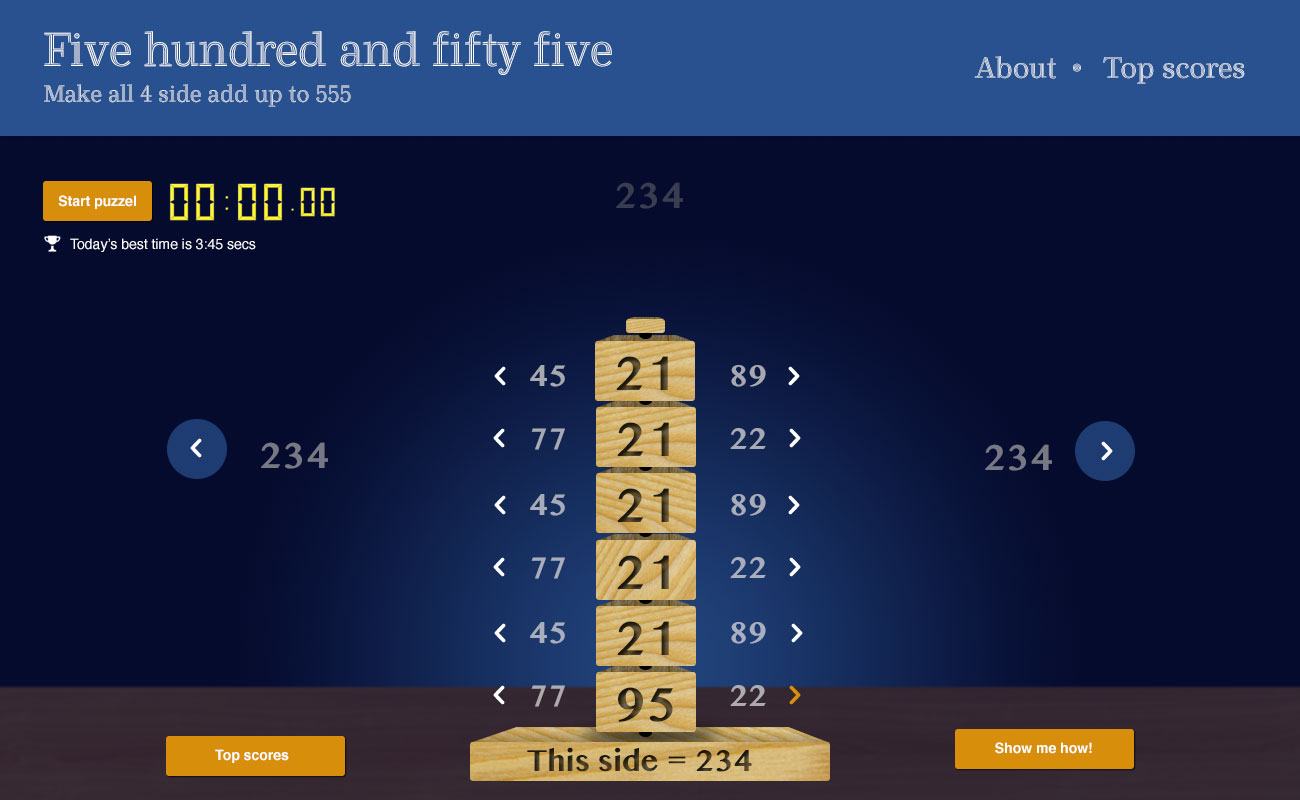 Five hundred and fifty five
Make all 4 side add up to 555
About • Top scores
Start puzzel 00:00.00
Today's best time is 3:45 secs
234
45 21 89
77 21 22
234
234
45 21 89
77 21 22
45 21 89
77 95 22
Top scores
This side = 234
Show me how!